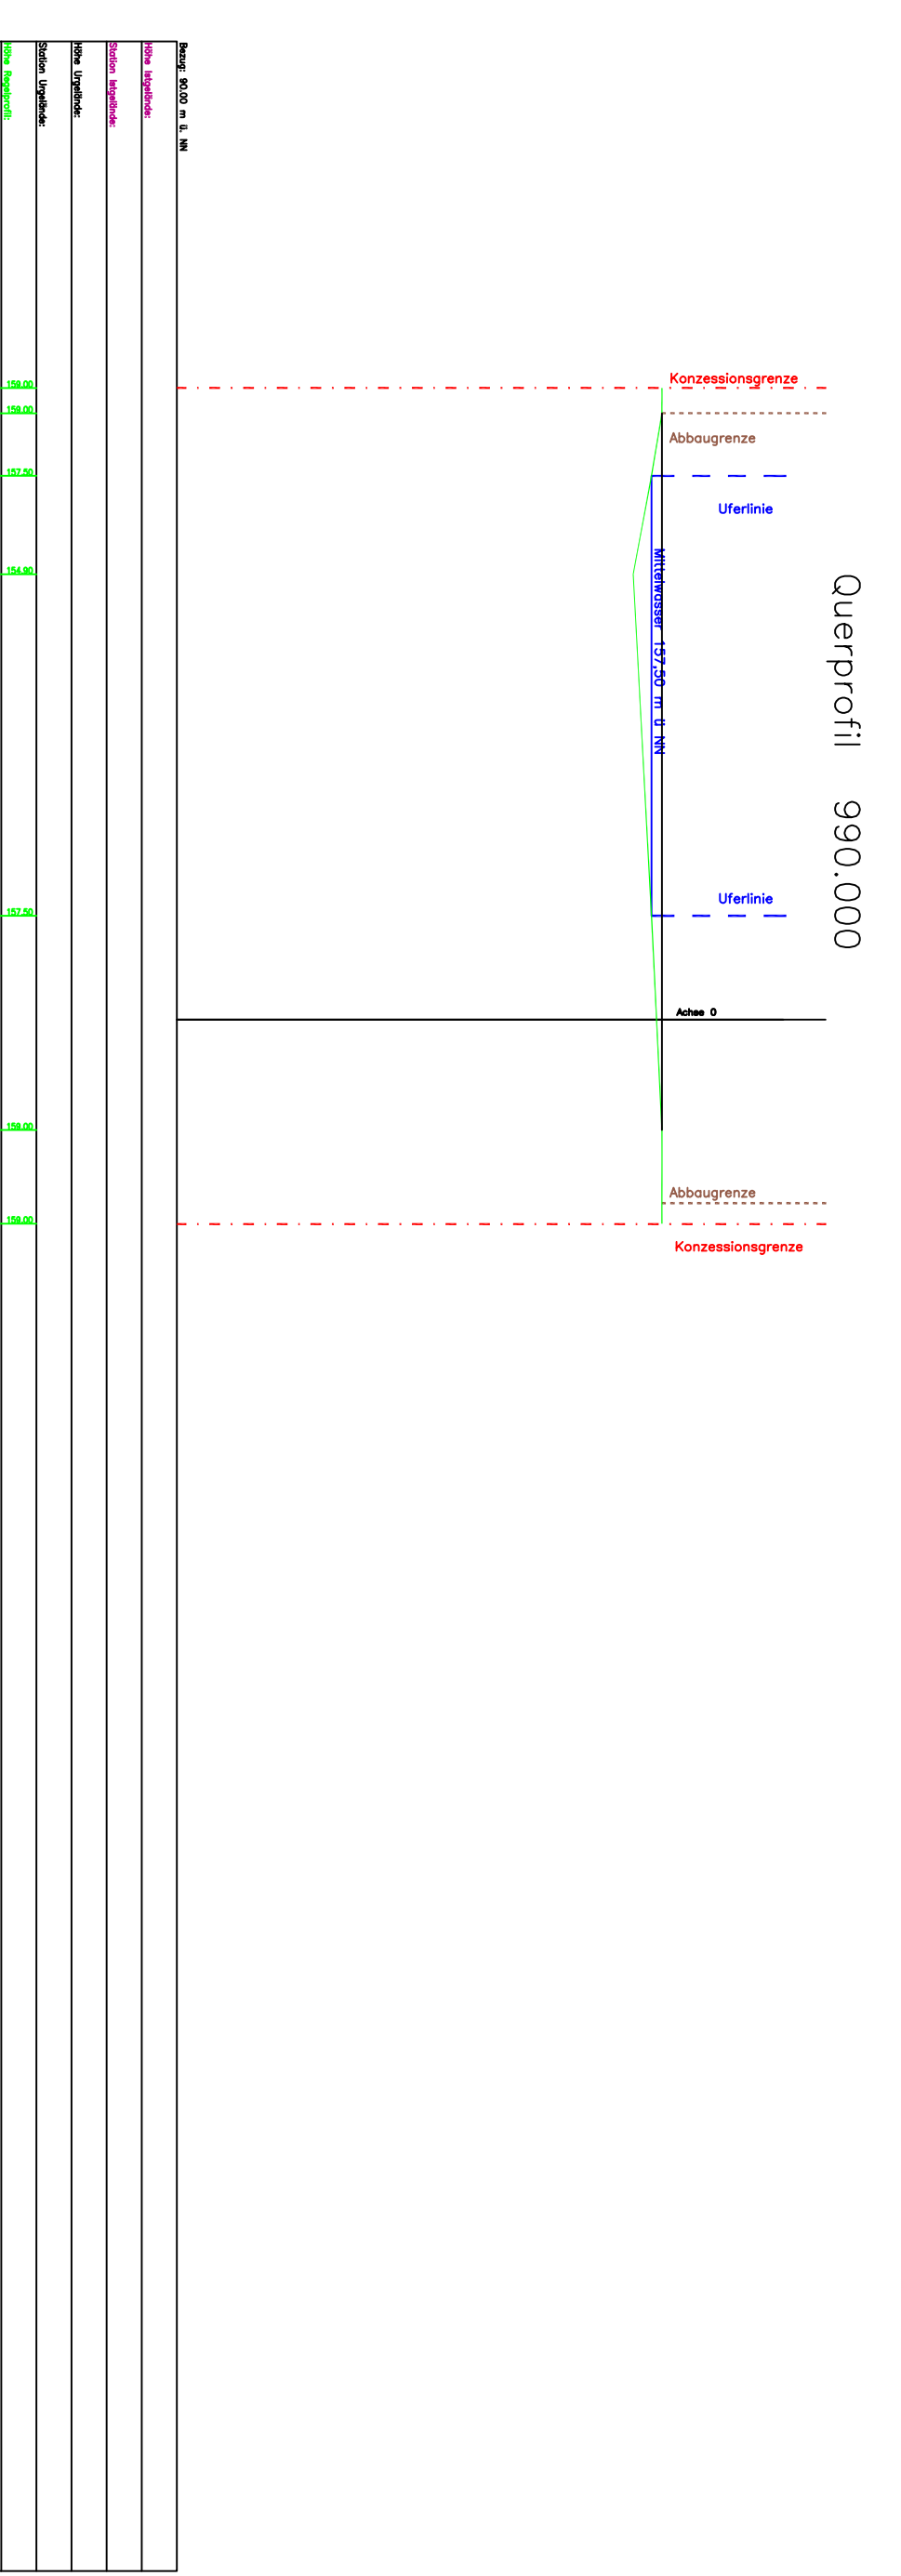 Querprofil 990.000
Konzessionsgrenze
Abbaugrenze
Uferlinie
Mittelwasser 157,50 m ü NN
Uferlinie
Achse 0
Abbaugrenze
Konzessionsgrenze
Bezug: 90.00 m ü. NN
Höhe Istgelände:
Station Istgelände:
Höhe Urgelände:
Station Urgelände:
Höhe Regelprofil:
159.00
159.00
157.50
154.90
157.50
159.00
159.00